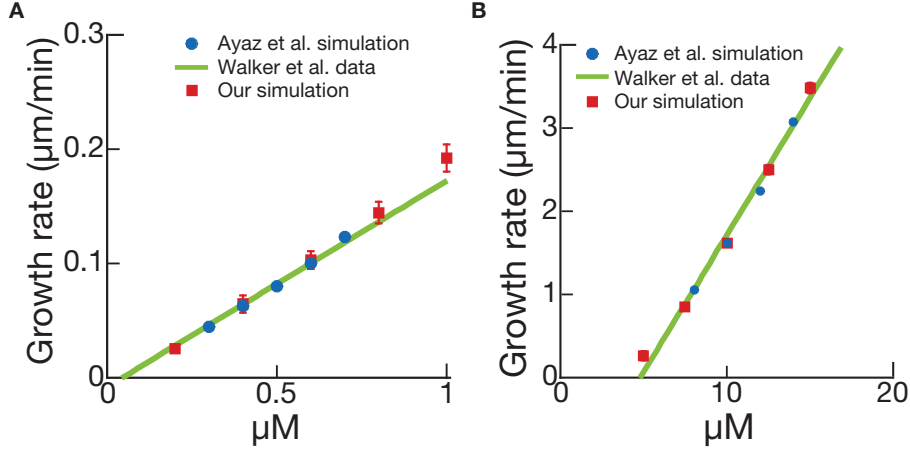 A
Growth rate (µm/min)
0.3
0.2
0.1
0
0
0.5
1
µM
Ayaz et al. simulation
Walker et al. data
Our simulation
B
Growth rate (µm/min)
4
3
2
1
0
0
10
20
µM
Ayaz et al. simulation
Walker et al. data
Our simulation